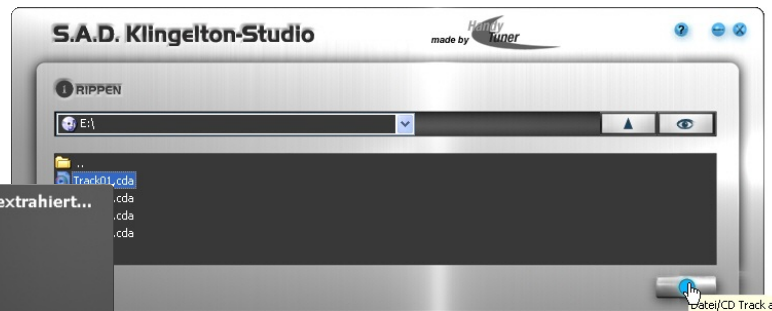 S.A.D. Klingelton-Studio
made by Handy Tuner
?
i RIPPEN
E:\
..
Track01.cda
.cda
.cda
.cda
extrahiert...
Datei/CD Track a